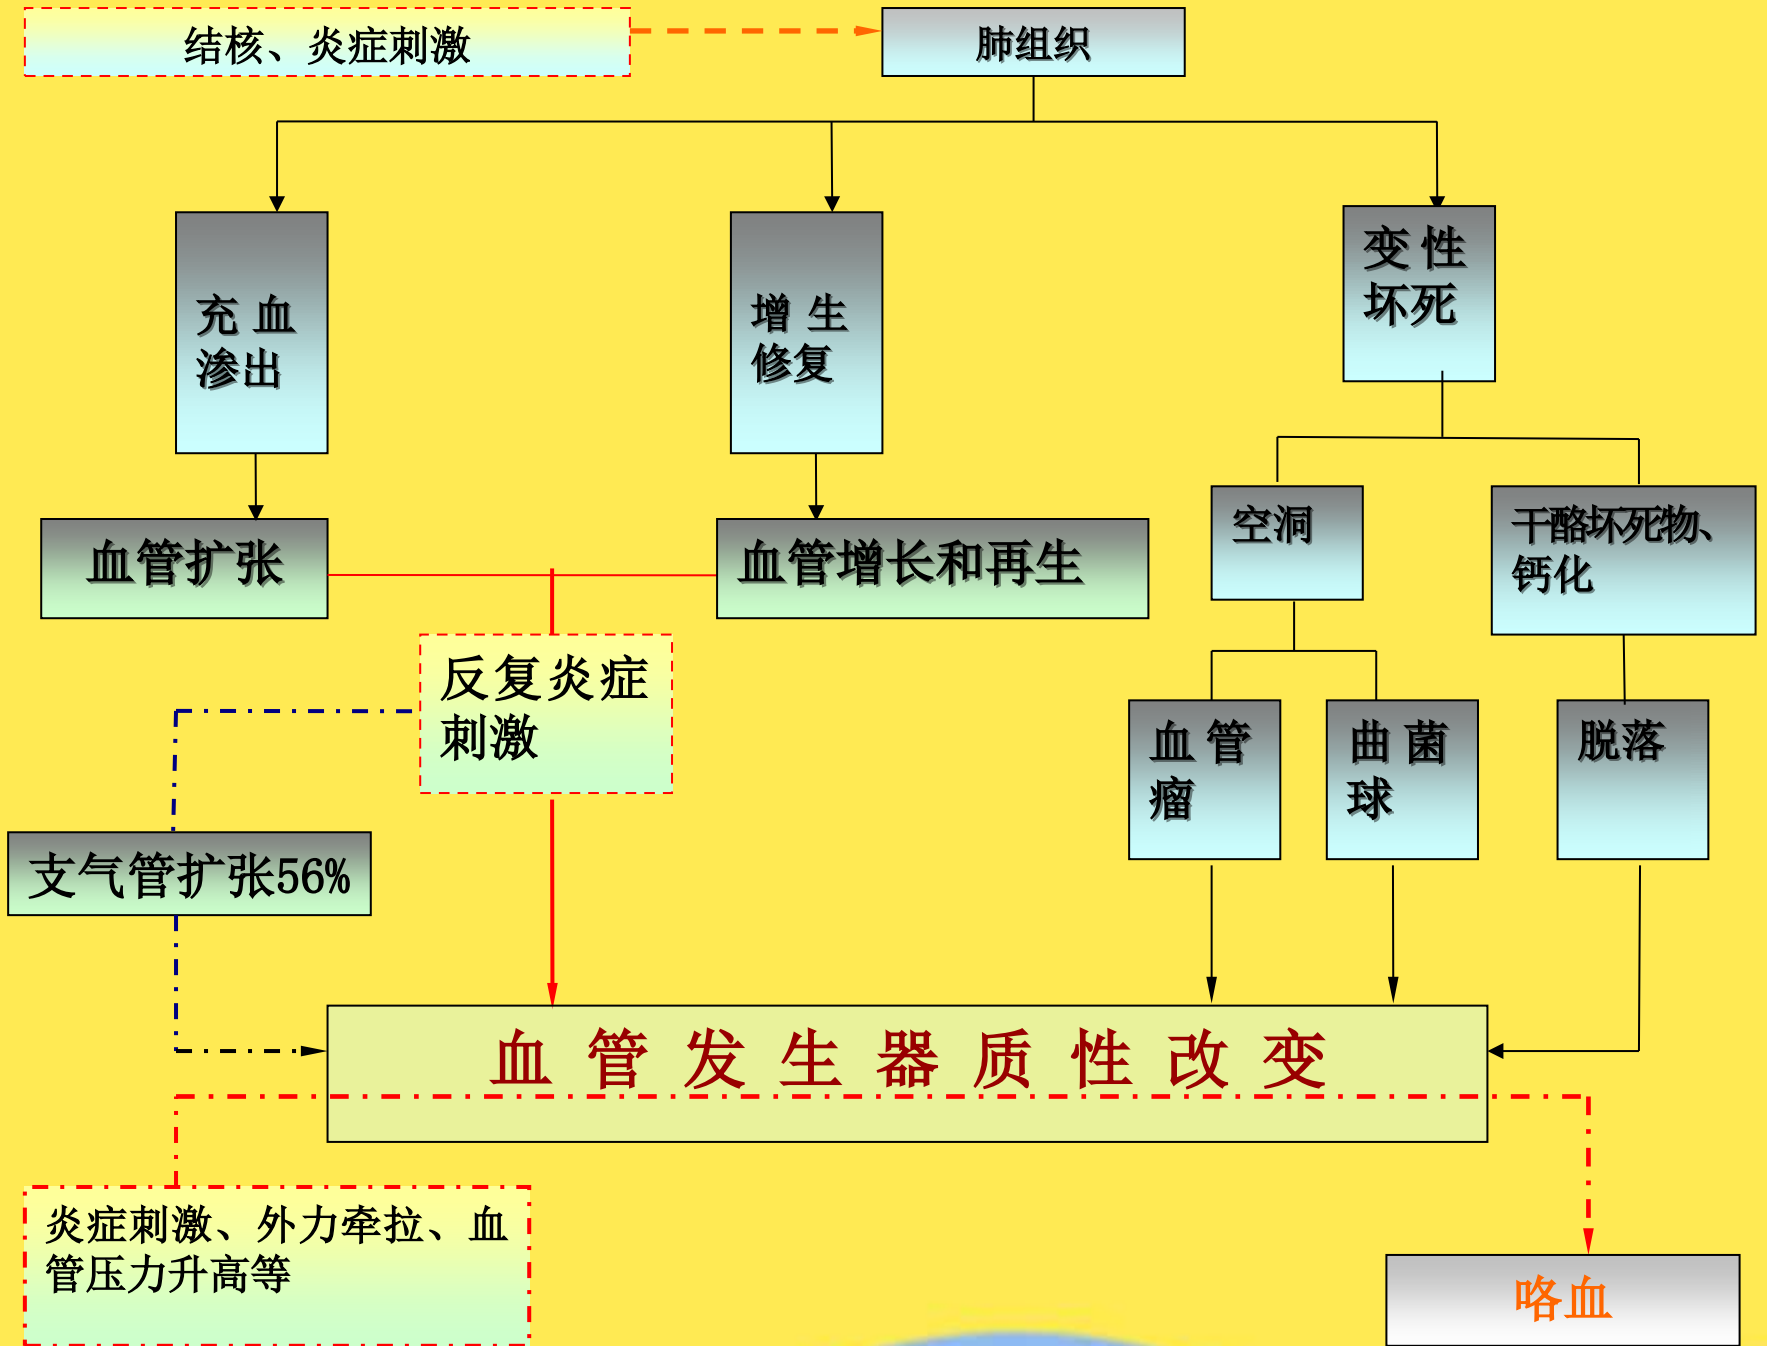 结核、炎症刺激
肺组织
充血
渗出
增生
修复
变性
坏死
血管扩张
血管增长和再生
空洞
干酪坏死物、
钙化
反复炎症
刺激
血管
瘤
曲菌
球
脱落
支气管扩张56%
血管发生器质性改变
炎症刺激、外力牵拉、血
管压力升高等
咯血